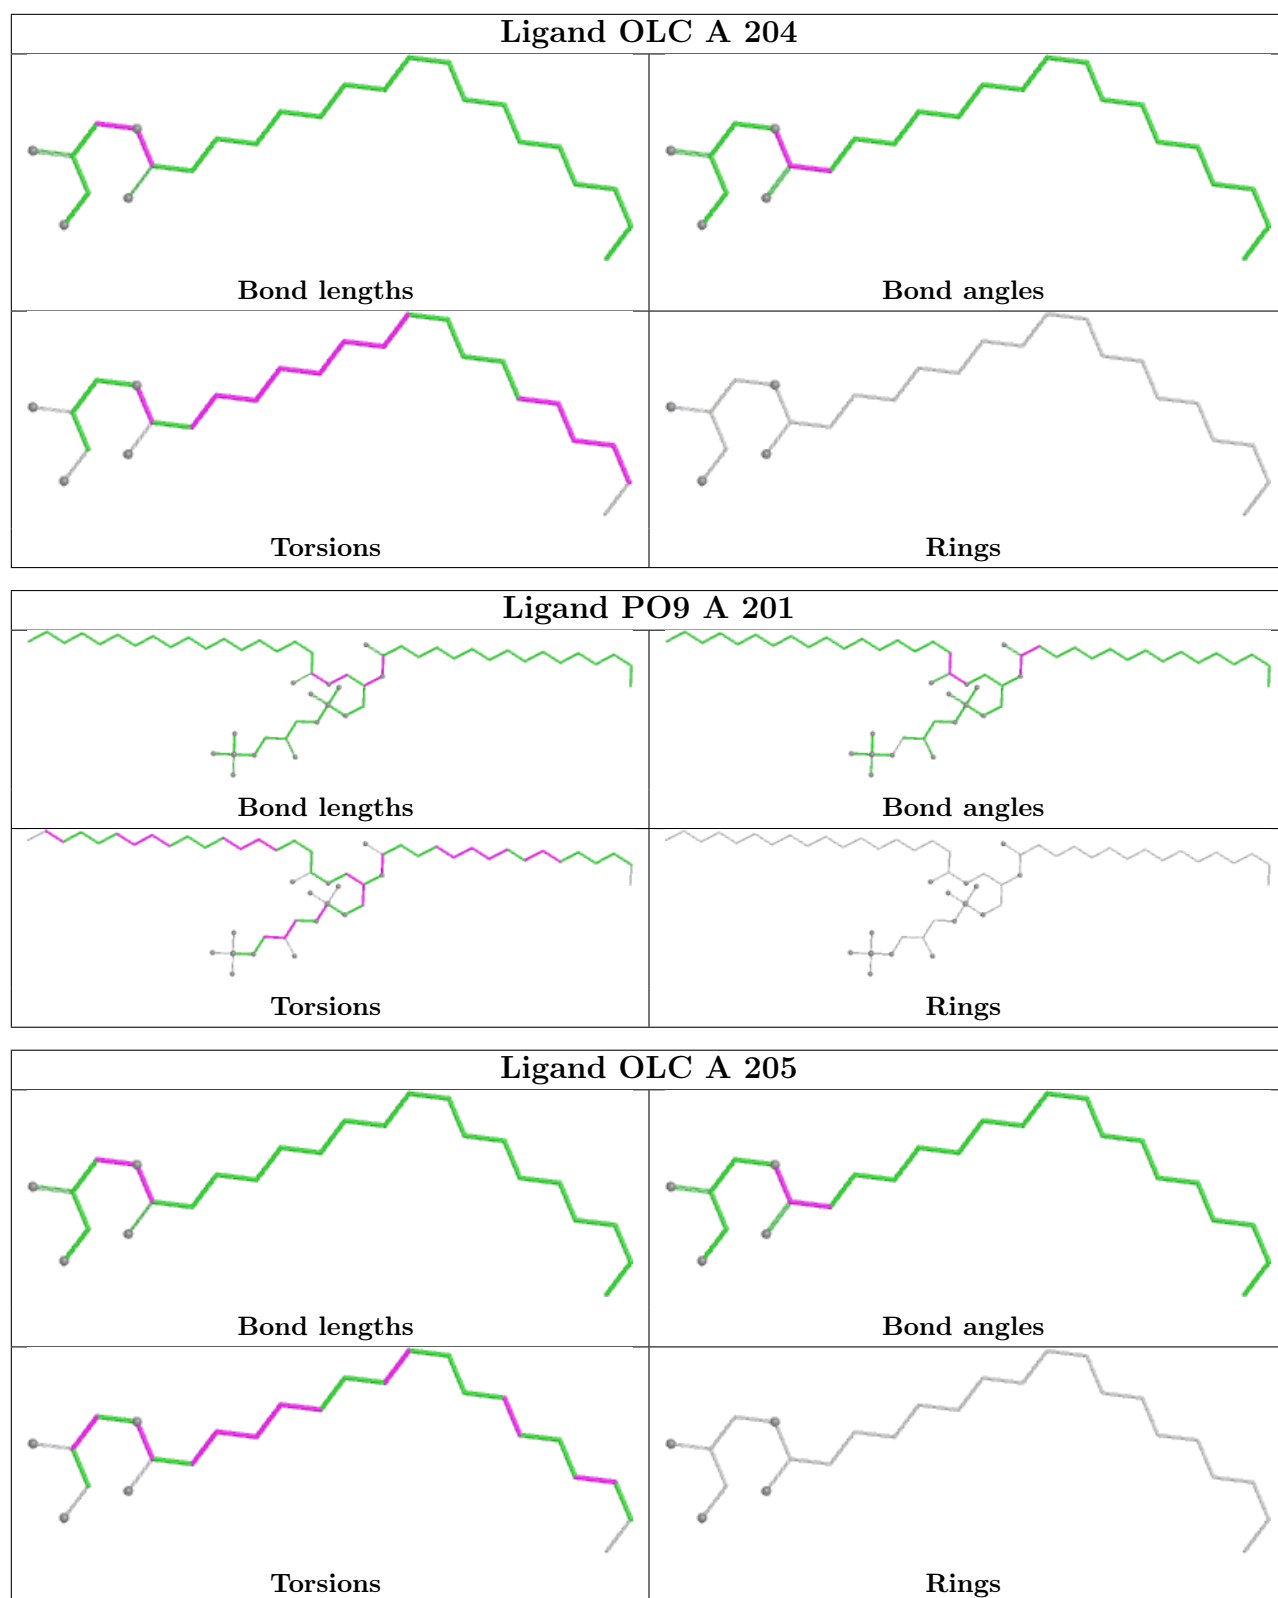 Ligand OLC A 204
Bond lengths
Bond angles
Torsions
Rings
Ligand PO9 A 201
Bond lengths
Bond angles
Torsions
Rings
Ligand OLC A 205
Bond lengths
Bond angles
Torsions
Rings